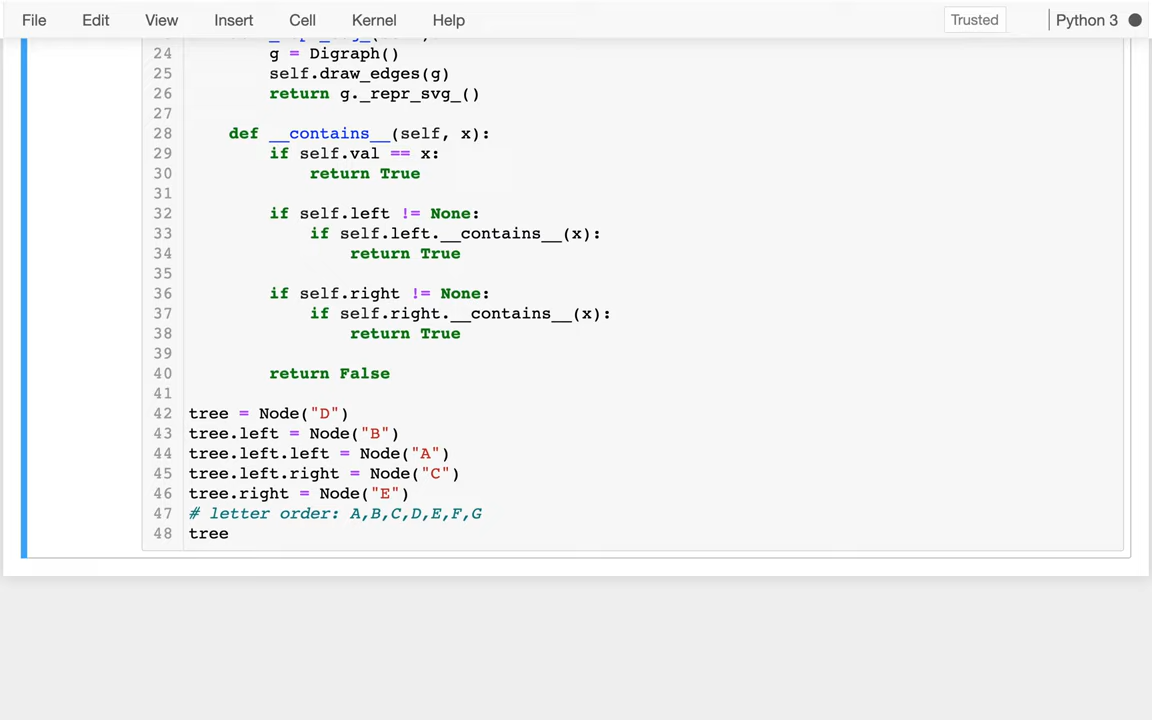 File Edit View Insert Cell Kernel Help Trusted Python 3
24 g = Digraph()
25 self.draw_edges(g)
26 return g._repr_svg_()
27
28 def __contains__(self, x):
29 if self.val == x:
30 return True
31
32 if self.left != None:
33 if self.left.__contains__(x):
34 return True
35
36 if self.right != None:
37 if self.right.__contains__(x):
38 return True
39
40 return False
41
42 tree = Node("D")
43 tree.left = Node("B")
44 tree.left.left = Node("A")
45 tree.left.right = Node("C")
46 tree.right = Node("E")
47 # letter order: A,B,C,D,E,F,G
48 tree